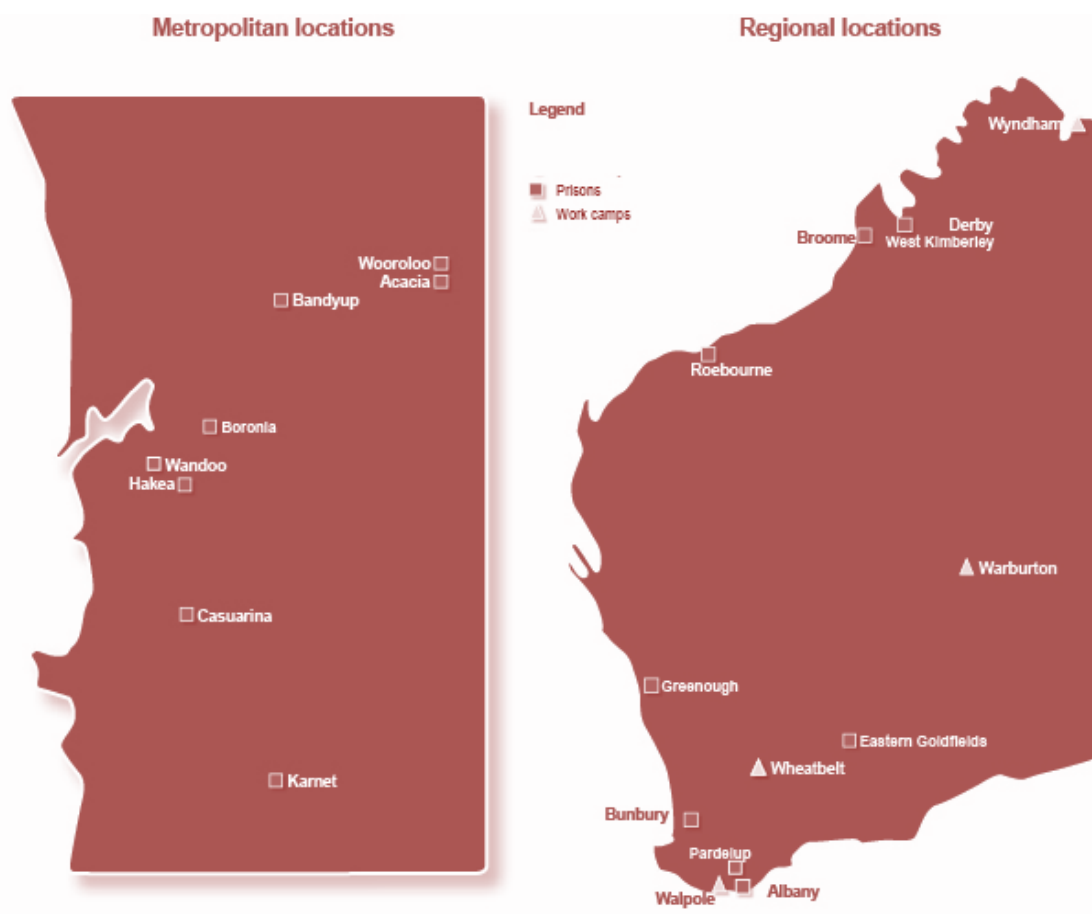 Metropolitan locations
Wooroloo
Acacia
Bandyup
Boronia
Wandoo
Hakea
Casuarina
Karnet
Regional locations
Legend
Prisons
Work camps
Wyndham
Derby
West Kimberley
Broome
Roebourne
Warburton
Greenough
Eastern Goldfields
Wheatbelt
Bunbury
Pardelup
Walpole
Albany